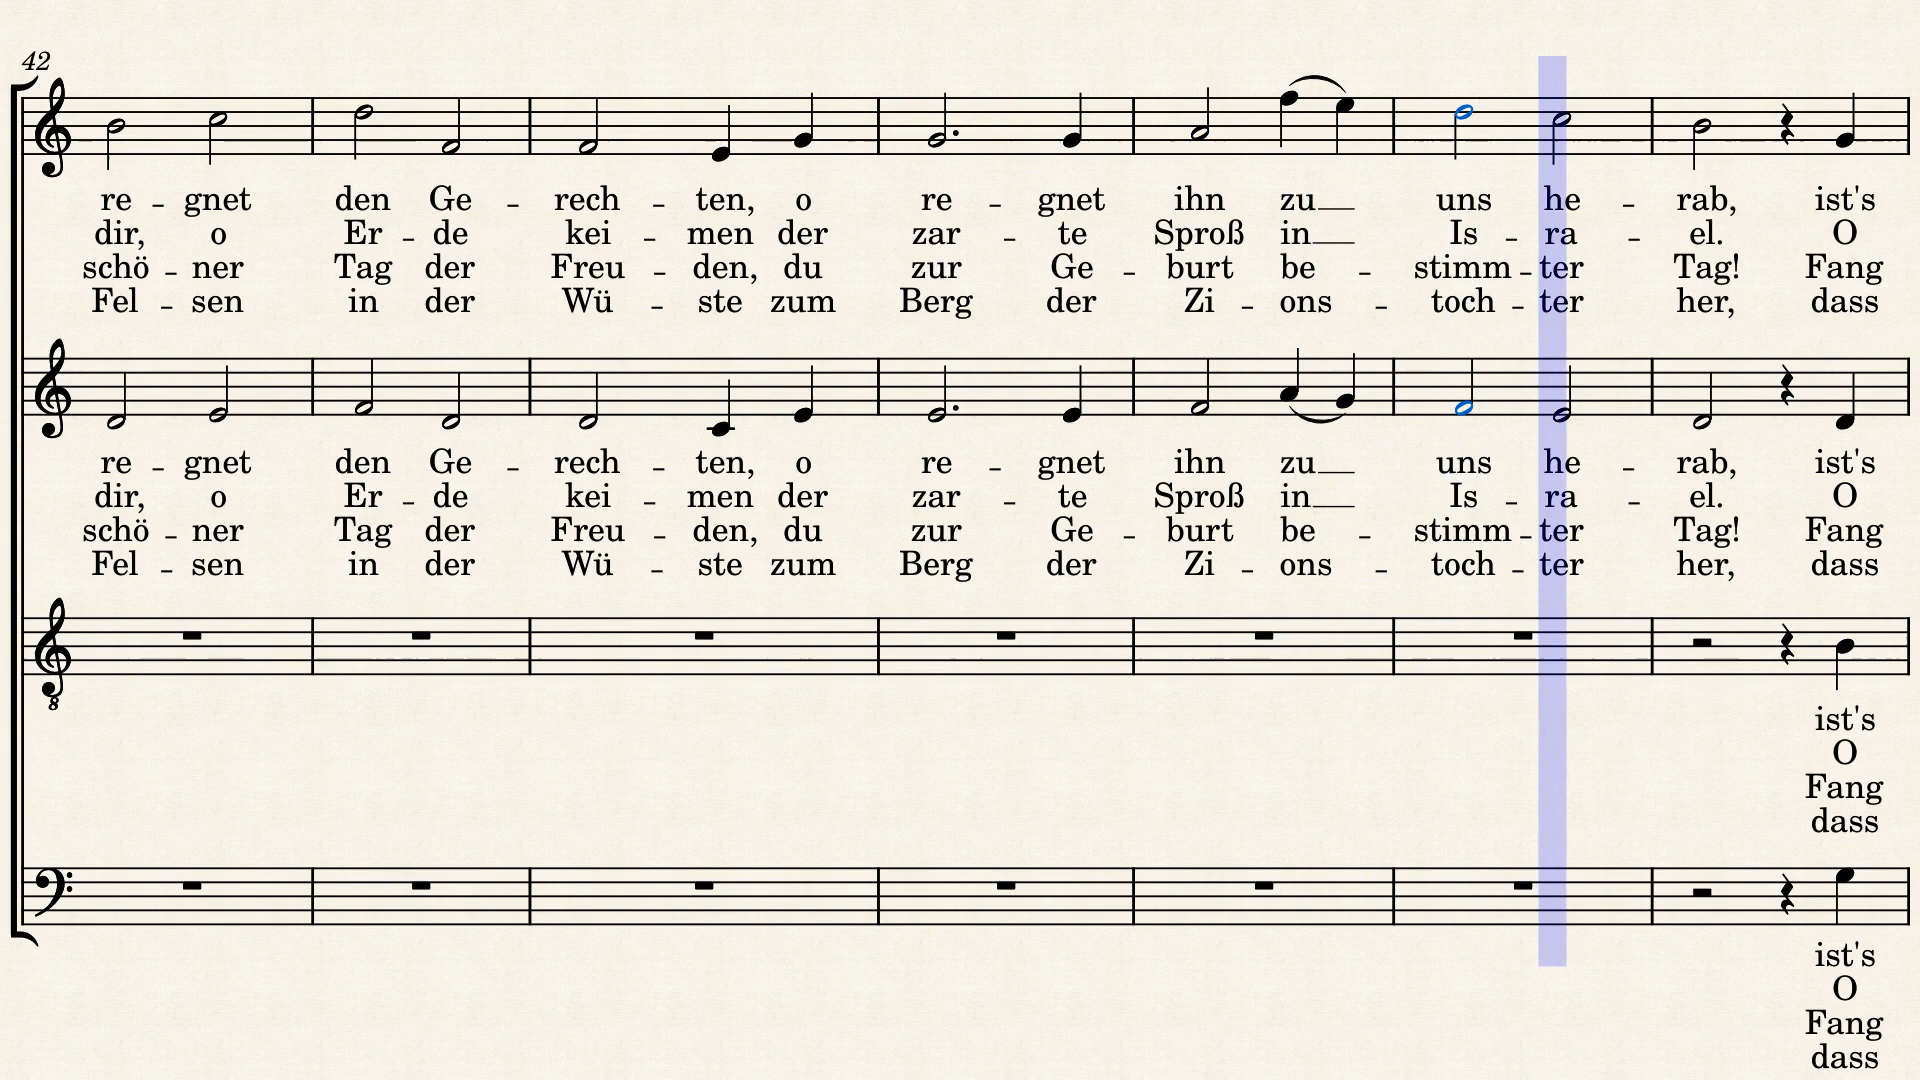 42
re - gnet den Ge - rech - ten, o re - gnet ihn zu__ uns he - rab, ist's
dir, o Er - de kei - men der zar - te Sproß in__ Is - ra - el. O
schö - ner Tag der Freu - den, du zur Ge - burt be - stimm - ter Tag! Fang
Fel - sen in der Wü - ste zum Berg der Zi - ons - toch - ter her, dass
re - gnet den Ge - rech - ten, o re - gnet ihn zu__ uns he - rab, ist's
dir, o Er - de kei - men der zar - te Sproß in__ Is - ra - el. O
schö - ner Tag der Freu - den, du zur Ge - burt be - stimm - ter Tag! Fang
Fel - sen in der Wü - ste zum Berg der Zi - ons - toch - ter her, dass
8
ist's
O
Fang
dass
ist's
O
Fang
dass